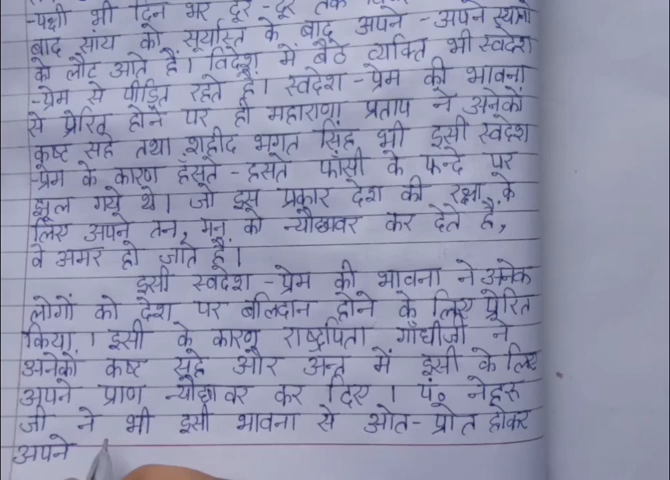 -पक्षी भी दिन भर दूर-दूर तक
बाद सांय को सूर्यास्त के बाद अपने-अपने स्थानों
को लौट आते हैं। विदेश में बैठे व्यक्ति भी स्वदेश
-प्रेम से पीड़ित रहते हैं। स्वदेश-प्रेम की भावना
से प्रेरित होने पर ही महाराणा प्रताप ने अनेकों
कष्ट सहे तथा शहीद भगत सिंह भी इसी स्वदेश
-प्रेम के कारण हँसते-हँसते फाँसी के फन्दे पर
झूल गये थे। जो इस प्रकार देश की रक्षा के
लिए अपने तन, मन को न्यौछावर कर देते हैं,
वे अमर हो जाते हैं।
इसी स्वदेश-प्रेम की भावना ने अनेक
लोगों को देश पर बलिदान होने के लिए प्रेरित
किया। इसी के कारण राष्ट्रपिता गाँधीजी ने
अनेकों कष्ट सहे और अन्त में इसी के लिए
अपने प्राण न्यौछावर कर दिए। पं० नेहरू
जी ने भी इसी भावना से ओत-प्रोत होकर
अपने